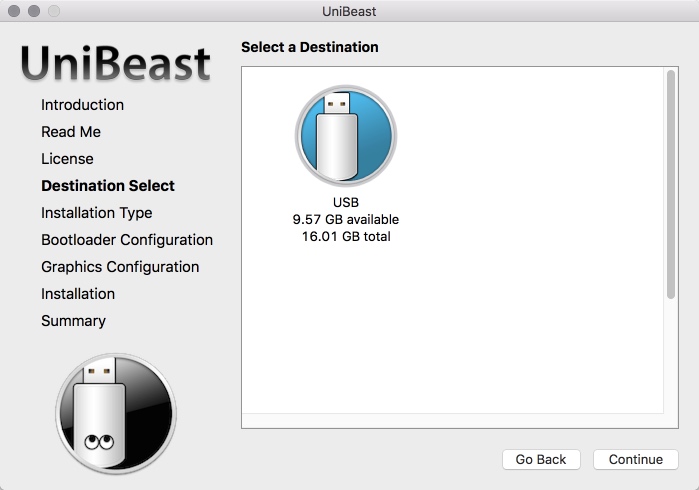 UniBeast
Select a Destination
UniBeast
Introduction
Read Me
License
Destination Select
Installation Type
Bootloader Configuration
Graphics Configuration
Installation
Summary
USB
9.57 GB available
16.01 GB total
Go Back
Continue